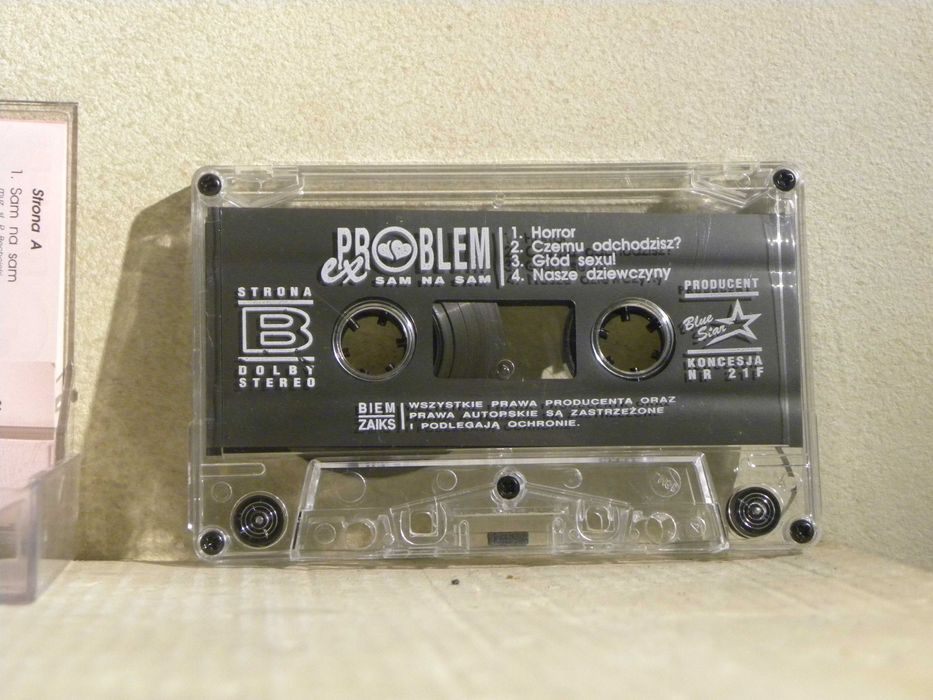 Strona A
1. Sam na sam
PROBLEM
ex
SAM NA SAM
1. Horror
2. Czemu odchodzisz?
3. Głód sexu!
4. Nasze dziewczyny
STRONA
B
DOLBY
STEREO
PRODUCENT
Blue
Star
KONCESJA
NR 21F
BIEM
ZAIKS
WSZYSTKIE PRAWA PRODUCENTA ORAZ
PRAWA AUTORSKIE SĄ ZASTRZEŻONE
I PODLEGAJĄ OCHRONIE.